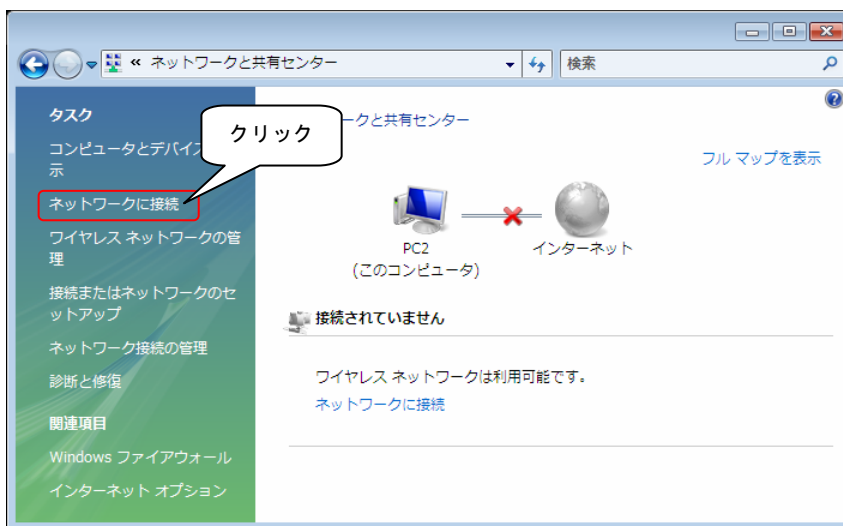 « ネットワークと共有センター
検索
タスク
コンピュータとデバイス
示
ネットワークに接続
ワイヤレス ネットワークの管
理
接続またはネットワークのセ
ットアップ
ネットワーク接続の管理
診断と修復
関連項目
Windows ファイアウォール
インターネット オプション
クリック
ークと共有センター
フル マップを表示
PC2
(このコンピュータ)
インターネット
接続されていません
ワイヤレス ネットワークは利用可能です。
ネットワークに接続